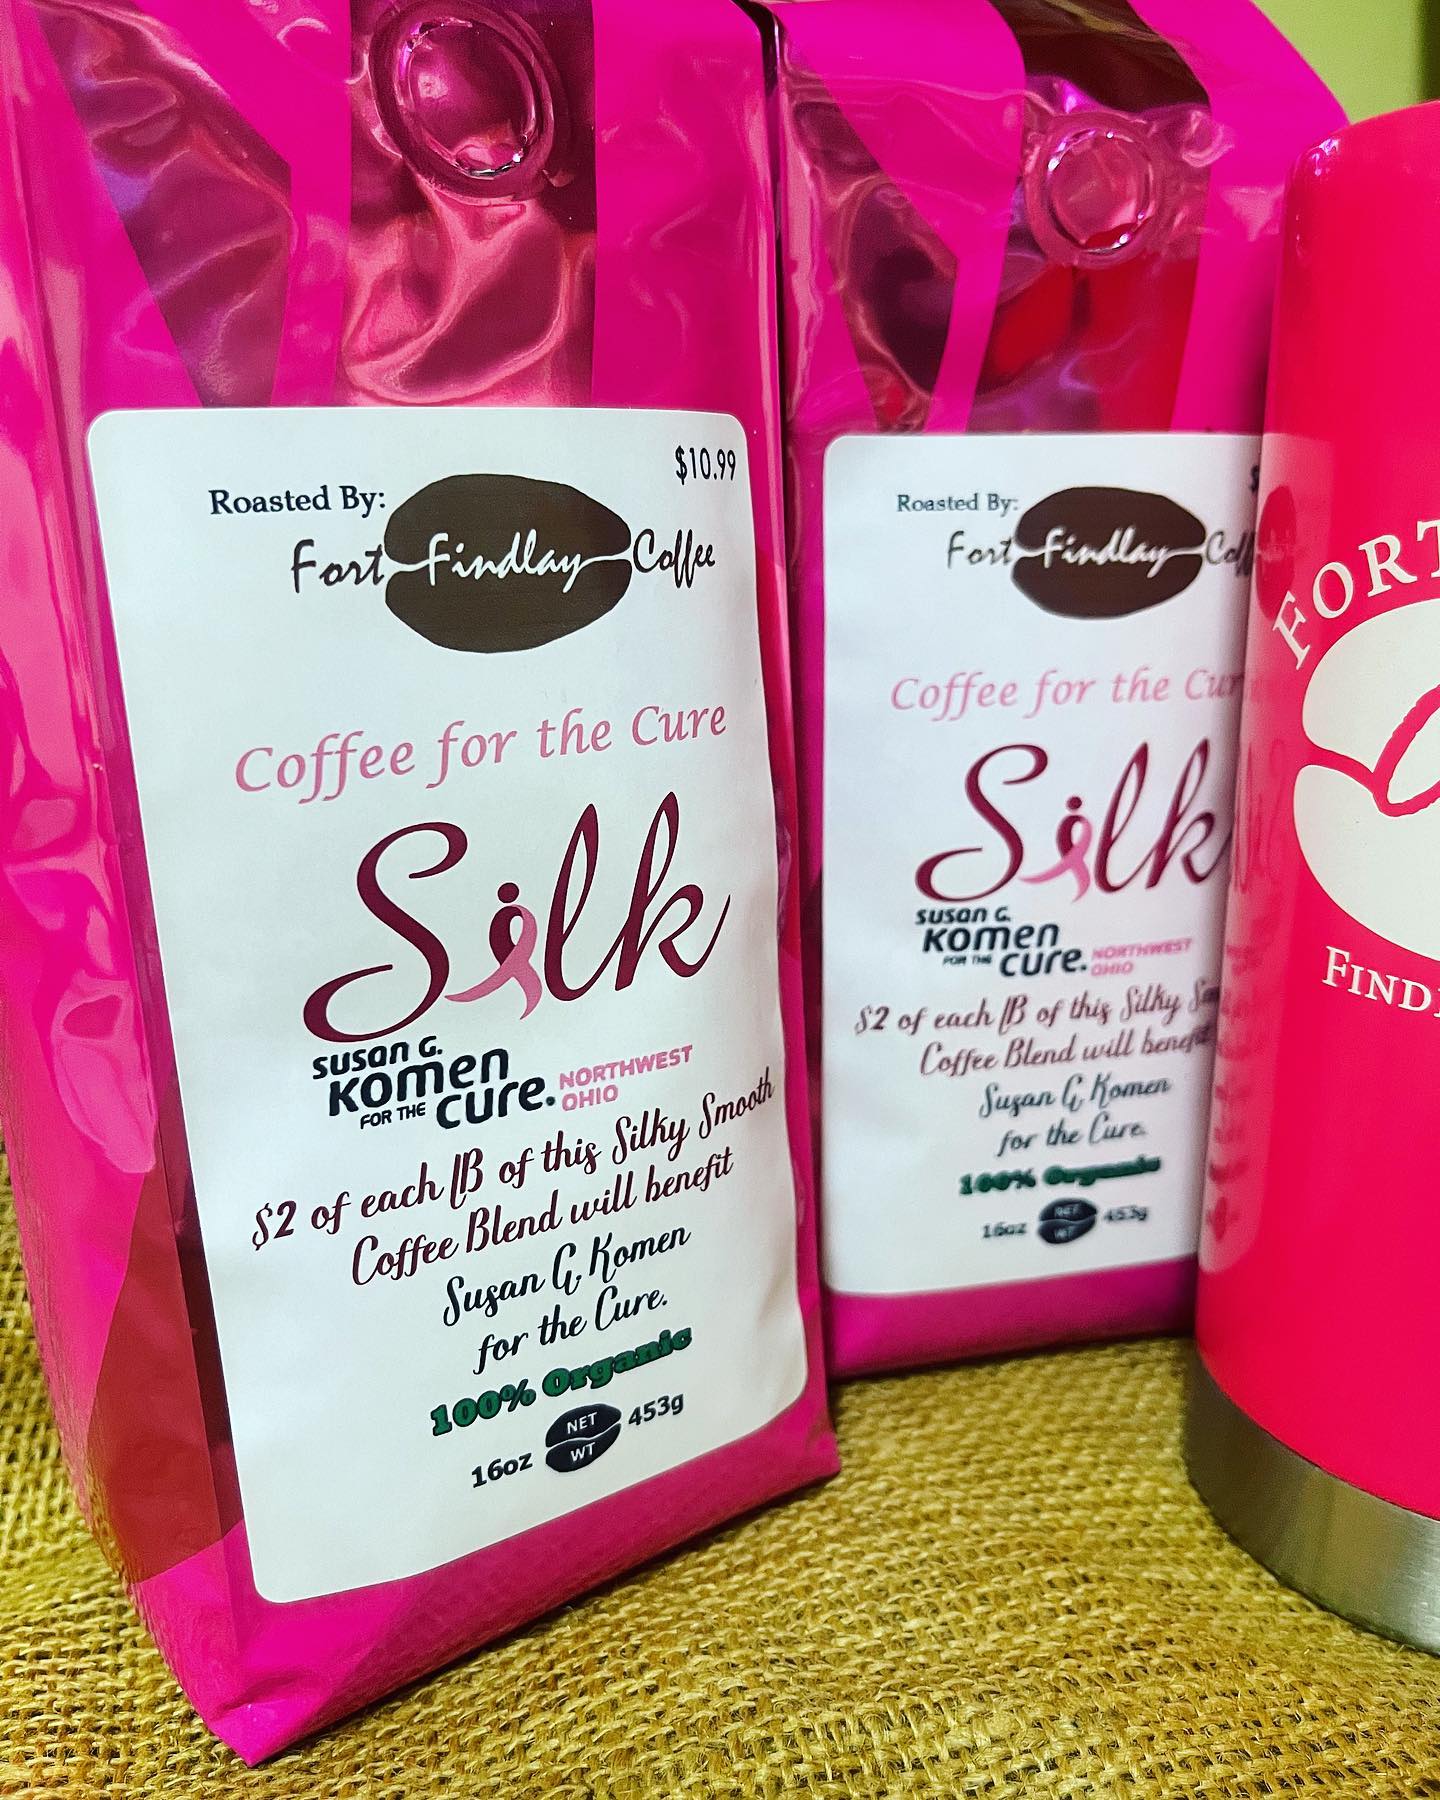 $10.99
Roasted By:
Fort Findlay Coffee
Coffee for the Cure
Silk
SUSAN G.
Komen
FOR THE CURE. NORTHWEST
OHIO
$2 of each lB of this Silky Smooth
Coffee Blend will benefit
Susan G Komen
for the Cure.
100% Organic
16oz NET WT 453g
Roasted By:
Fort Findlay
Coffee for the
Silk
SUSAN G.
Komen
FOR THE CURE. NORTHWEST
OHIO
$2 of each lB of this Silky
Coffee Blend will benefit
Susan G Komen
for the Cure.
100% Organic
16oz NET WT 453g
FORT